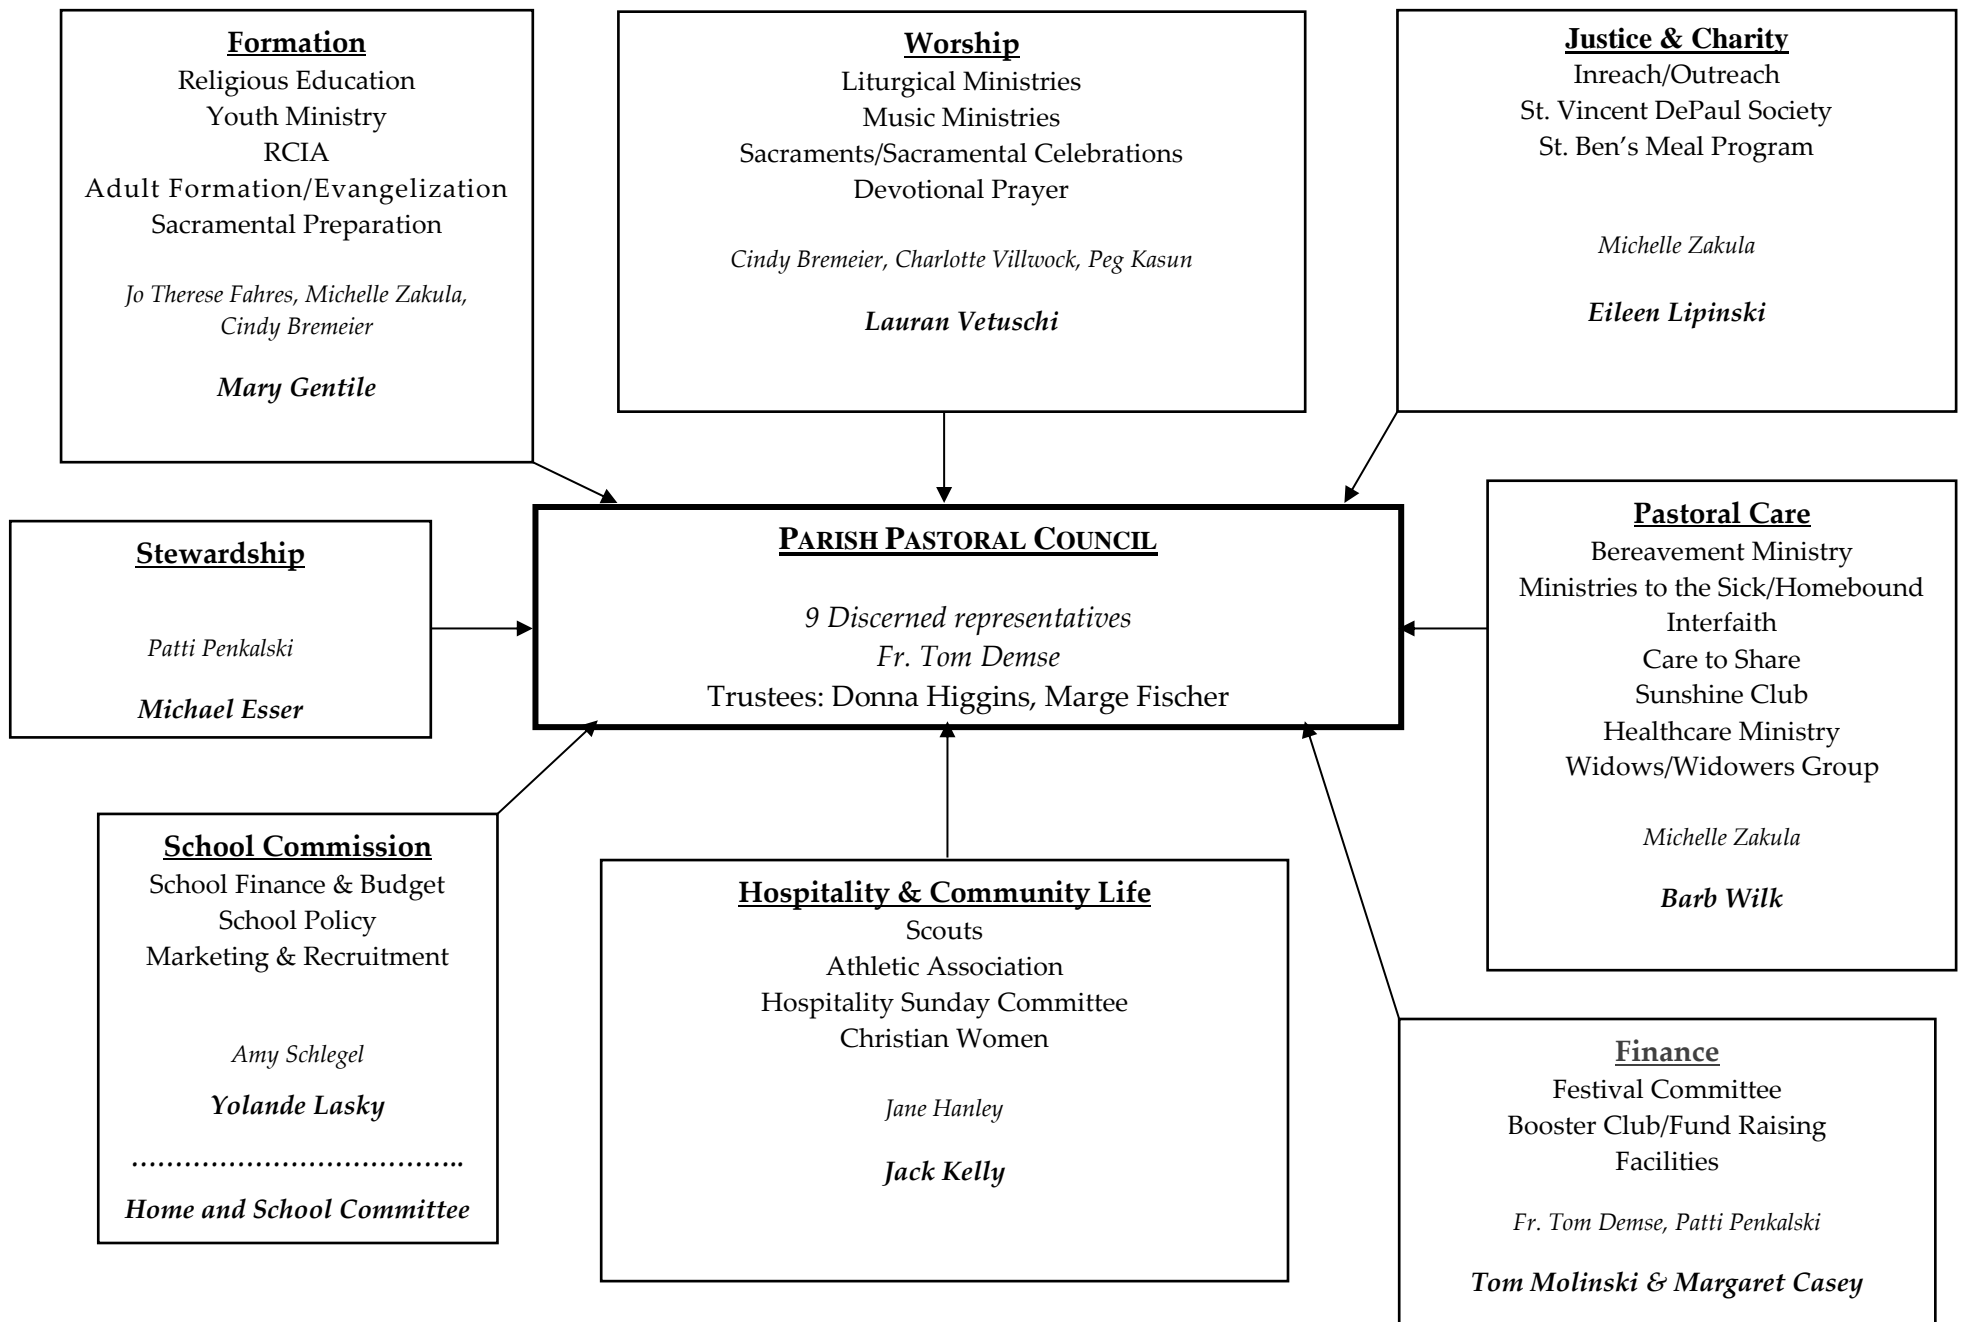 Formation
Religious Education
Youth Ministry
RCIA
Adult Formation/Evangelization
Sacramental Preparation
Jo Therese Fahres, Michelle Zakula,
Cindy Bremeier
Mary Gentile
Worship
Liturgical Ministries
Music Ministries
Sacraments/Sacramental Celebrations
Devotional Prayer
Cindy Bremeier, Charlotte Villwock, Peg Kasun
Lauran Vetuschi
Justice & Charity
Inreach/Outreach
St. Vincent DePaul Society
St. Ben’s Meal Program
Michelle Zakula
Eileen Lipinski
Stewardship
Patti Penkalski
Michael Esser
PARISH PASTORAL COUNCIL
9 Discerned representatives
Fr. Tom Demse
Trustees: Donna Higgins, Marge Fischer
Pastoral Care
Bereavement Ministry
Ministries to the Sick/Homebound
Interfaith
Care to Share
Sunshine Club
Healthcare Ministry
Widows/Widowers Group
Michelle Zakula
Barb Wilk
School Commission
School Finance & Budget
School Policy
Marketing & Recruitment
Amy Schlegel
Yolande Lasky
…………………………………..
Home and School Committee
Hospitality & Community Life
Scouts
Athletic Association
Hospitality Sunday Committee
Christian Women
Jane Hanley
Jack Kelly
Finance
Festival Committee
Booster Club/Fund Raising
Facilities
Fr. Tom Demse, Patti Penkalski
Tom Molinski & Margaret Casey